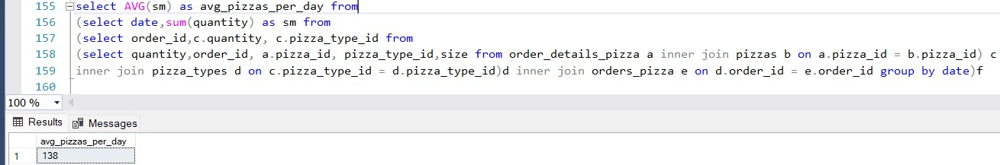 155 select AVG(sm) as avg_pizzas_per_day from
156 (select date,sum(quantity) as sm from
157 (select order_id,c.quantity, c.pizza_type_id from
158 (select quantity,order_id, a.pizza_id, pizza_type_id,size from order_details_pizza a inner join pizzas b on a.pizza_id = b.pizza_id) c
159 inner join pizza_types d on c.pizza_type_id = d.pizza_type_id)d inner join orders_pizza e on d.order_id = e.order_id group by date)f
160
100 %
Results Messages
avg_pizzas_per_day
1 138